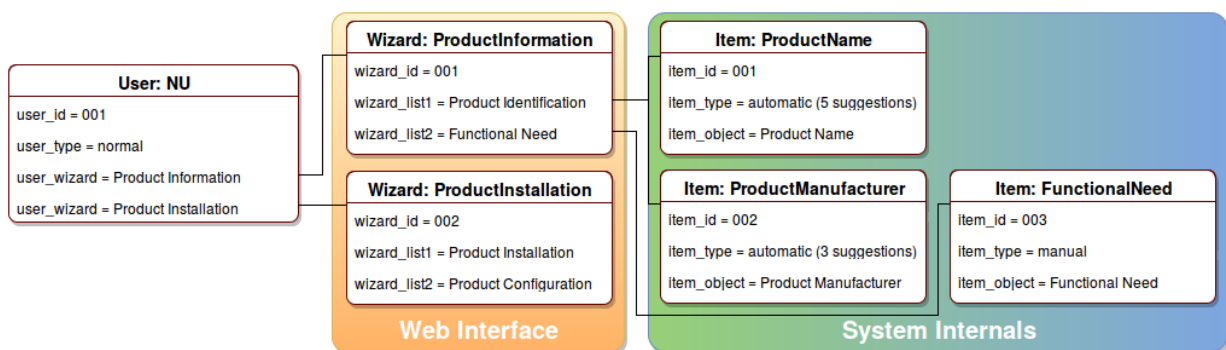 User: NU
user_id = 001
user_type = normal
user_wizard = Product Information
user_wizard = Product Installation
Wizard: ProductInformation
wizard_id = 001
wizard_list1 = Product Identification
wizard_list2 = Functional Need
Wizard: ProductInstallation
wizard_id = 002
wizard_list1 = Product Installation
wizard_list2 = Product Configuration
Web Interface
Item: ProductName
item_id = 001
item_type = automatic (5 suggestions)
item_object = Product Name
Item: ProductManufacturer
item_id = 002
item_type = automatic (3 suggestions)
item_object = Product Manufacturer
Item: FunctionalNeed
item_id = 003
item_type = manual
item_object = Functional Need
System Internals